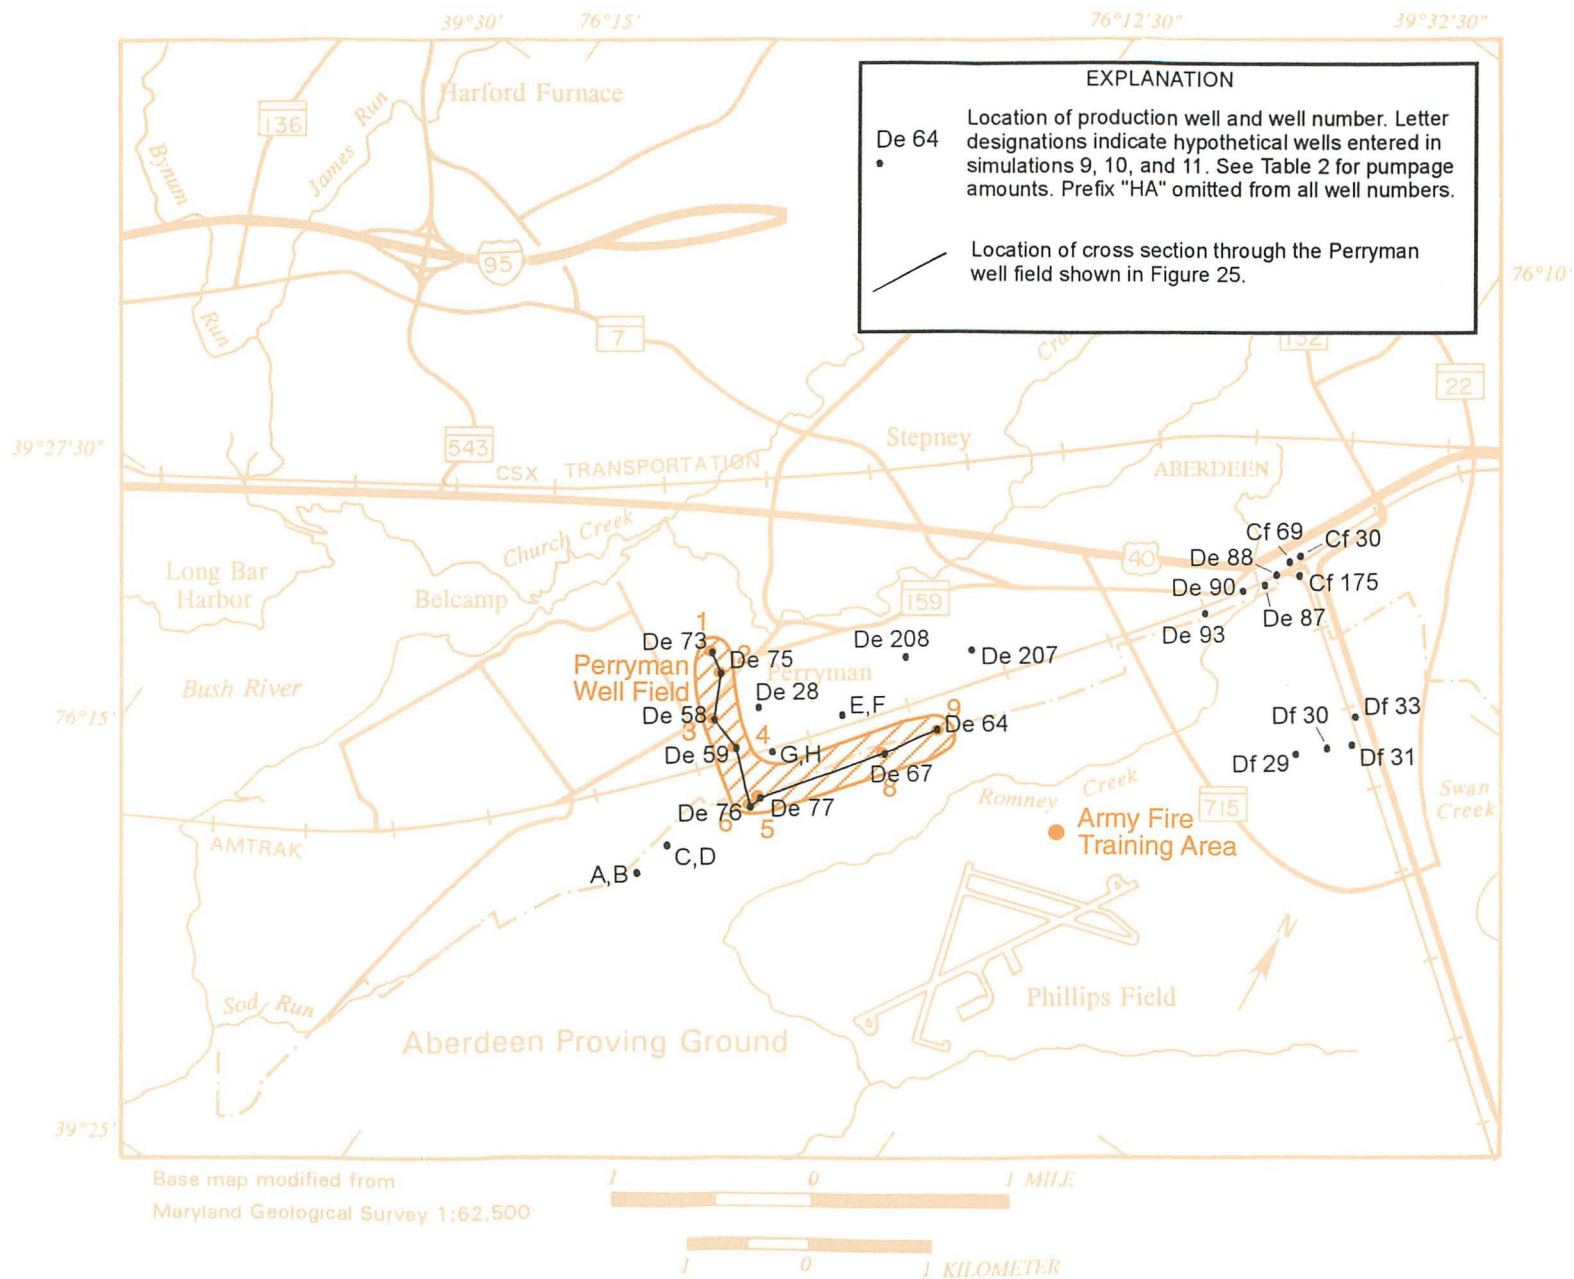 39°30'
76°15'
76°12'30"
39°32'30"
EXPLANATION
De 64
Location of production well and well number. Letter
designations indicate hypothetical wells entered in
simulations 9, 10, and 11. See Table 2 for pumpage
amounts. Prefix "HA" omitted from all well numbers.
Location of cross section through the Perryman
well field shown in Figure 25.
Harford Furnace
136
James Run
Bynum
Run
95
7
76°10'
132
22
39°27'30"
543
Stepney
CSX TRANSPORTATION
ABERDEEN
Church Creek
40
Cf 69
Cf 30
De 88
Cf 175
De 90
De 87
De 93
Long Bar
Harbor
Belcamp
159
1
De 73
2
De 75
De 208
De 207
Perryman
Well Field
Perryman
Bush River
De 28
76°15'
De 58
3
E,F
9
De 64
Df 30
Df 33
4
De 59
G,H
De 67
8
Df 29
Df 31
De 76
6
5
De 77
Romney Creek
Swan
Creek
715
AMTRAK
Army Fire
Training Area
C,D
A,B
N
Sod Run
Phillips Field
Aberdeen Proving Ground
39°25'
Base map modified from
Maryland Geological Survey 1:62,500
1 0 1 MILE
1 0 1 KILOMETER